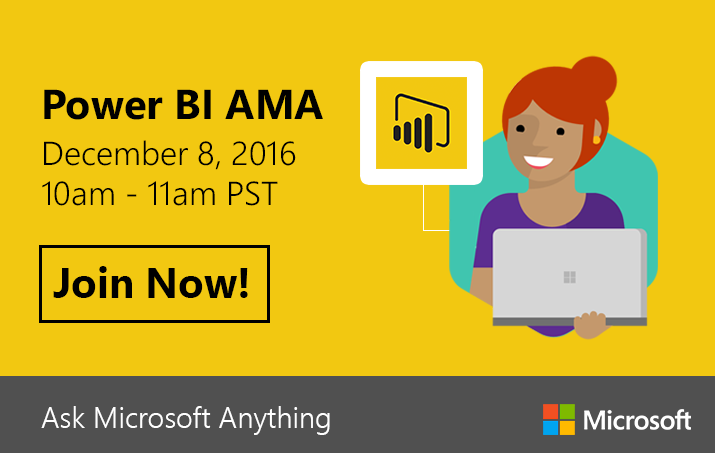 Power BI AMA
December 8, 2016
10am - 11am PST
Join Now!
Ask Microsoft Anything
Microsoft